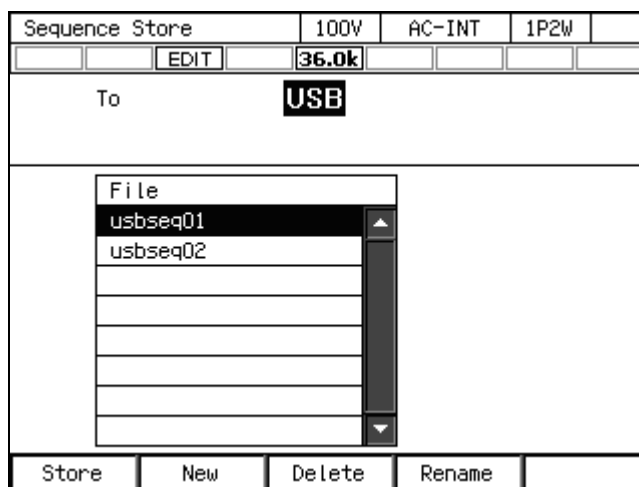 Sequence Store 100V AC-INT 1P2W
EDIT 36.0k
To USB
File
usbseq01
usbseq02
Store New Delete Rename